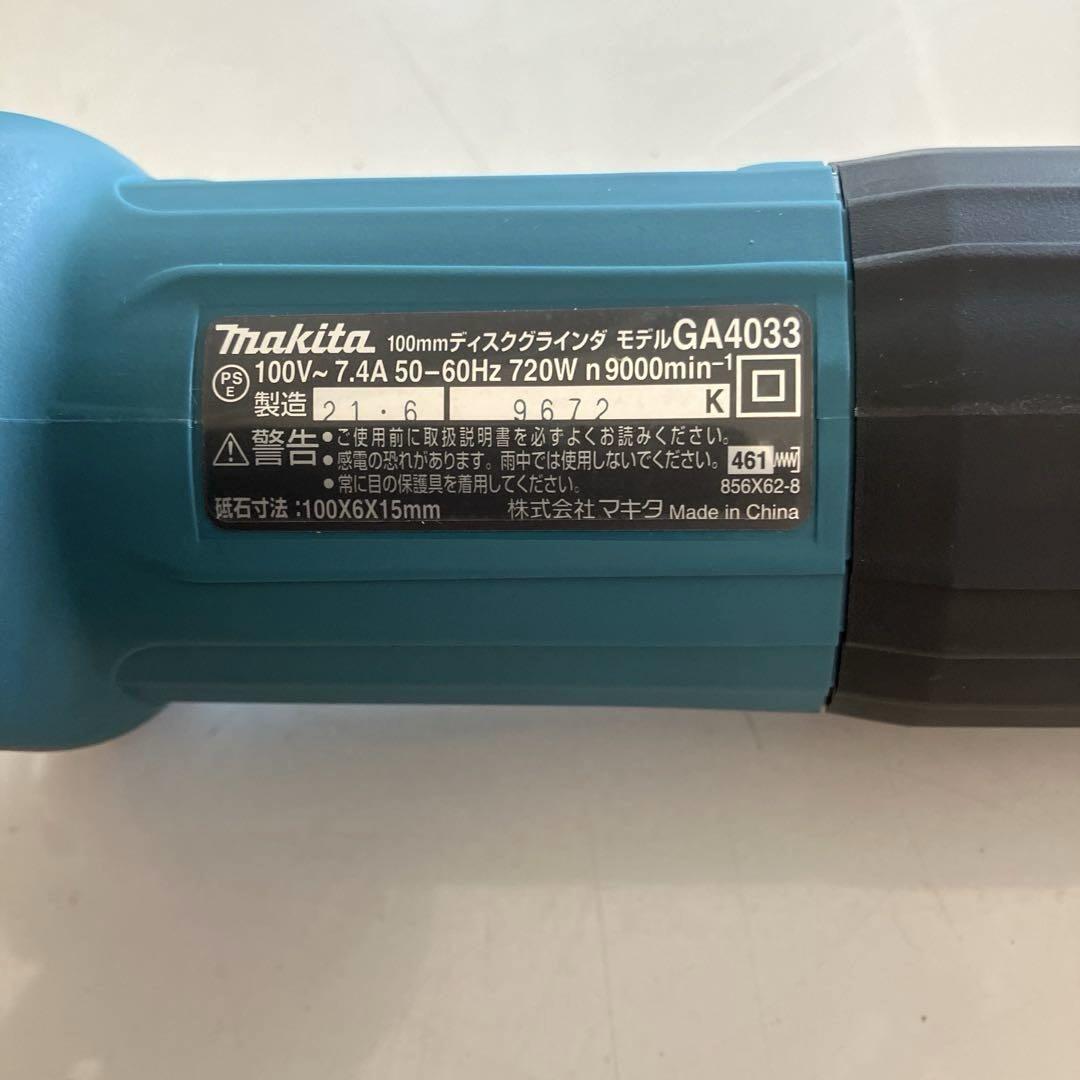 makita 100mmディスクグラインダ モデルGA4033
PS E 100V~ 7.4A 50–60Hz 720W n 9000min-1
製造 21.6 9672 K
警告 •ご使用前に取扱説明書を必ずよくお読みください。
•感電の恐れがあります。雨中では使用しないでください。 461
•常に目の保護具を着用してください。 856X62-8
砥石寸法:100X6X15mm 株式会社 マキタ Made in China